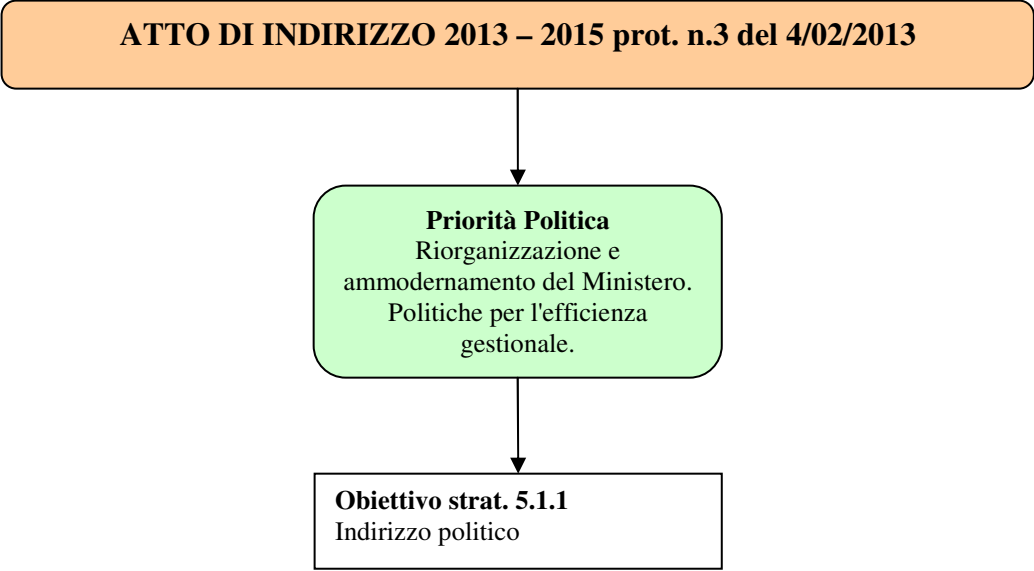 ATTO DI INDIRIZZO 2013 – 2015 prot. n.3 del 4/02/2013
Priorità Politica
Riorganizzazione e
ammodernamento del Ministero.
Politiche per l'efficienza
gestionale.
Obiettivo strat. 5.1.1
Indirizzo politico